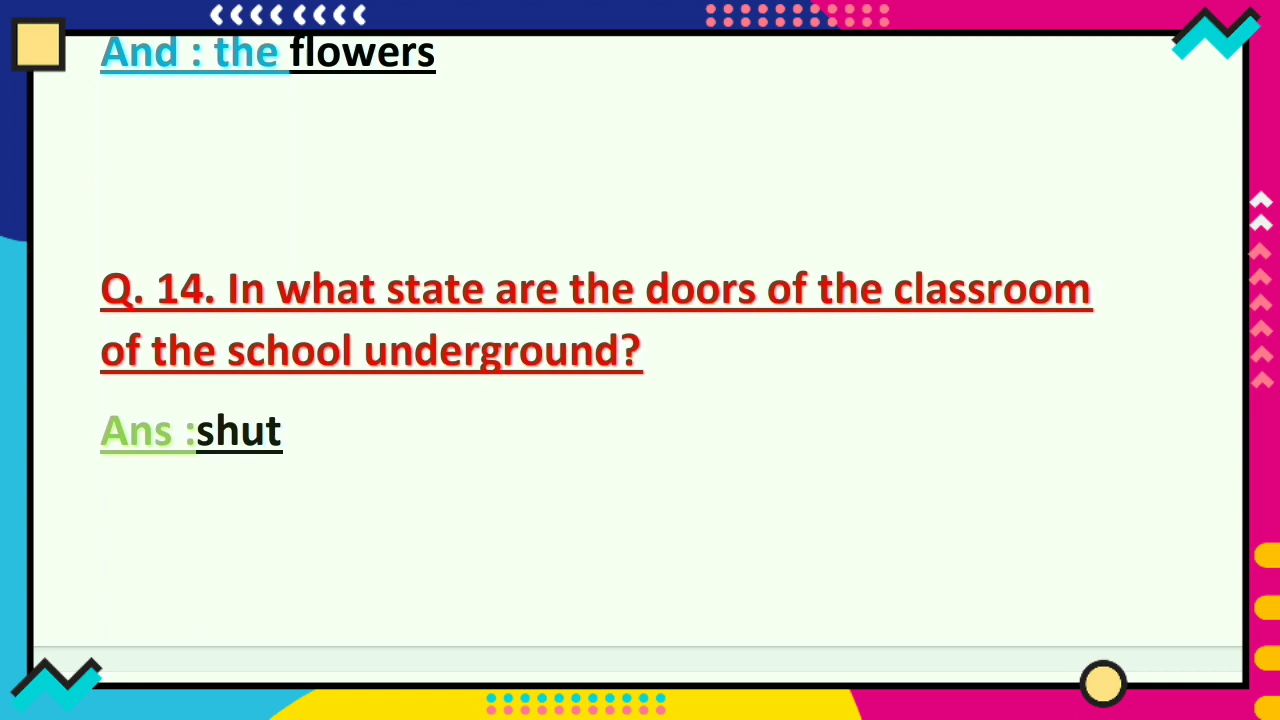 And : the flowers
Q. 14. In what state are the doors of the classroom
of the school underground?
Ans :shut